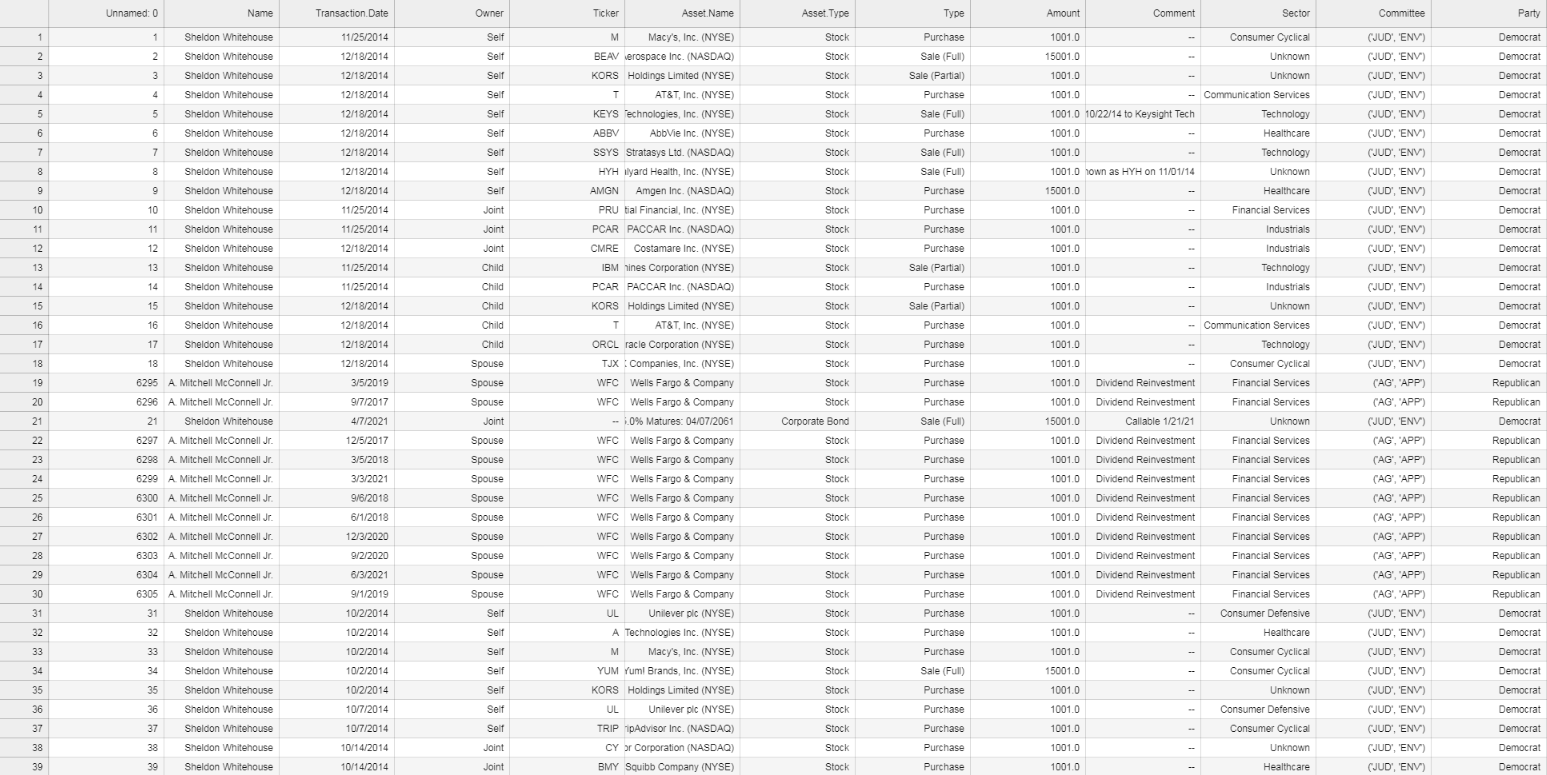 Unnamed: 0 Name Transaction.Date Owner Ticker Asset.Name Asset.Type Type Amount Comment Sector Committee Party
1 1 Sheldon Whitehouse 11/25/2014 Self M Macy's, Inc. (NYSE) Stock Purchase 1001.0 -- Consumer Cyclical ('JUD', 'ENV') Democrat
2 2 Sheldon Whitehouse 12/18/2014 Self BEAV Aerospace Inc. (NASDAQ) Stock Sale (Full) 15001.0 -- Unknown ('JUD', 'ENV') Democrat
3 3 Sheldon Whitehouse 12/18/2014 Self KORS Holdings Limited (NYSE) Stock Sale (Partial) 1001.0 -- Unknown ('JUD', 'ENV') Democrat
4 4 Sheldon Whitehouse 12/18/2014 Self T AT&T, Inc. (NYSE) Stock Purchase 1001.0 -- Communication Services ('JUD', 'ENV') Democrat
5 5 Sheldon Whitehouse 12/18/2014 Self KEYS Technologies, Inc. (NYSE) Stock Sale (Full) 1001.0 10/22/14 to Keysight Tech Technology ('JUD', 'ENV') Democrat
6 6 Sheldon Whitehouse 12/18/2014 Self ABBV AbbVie Inc. (NYSE) Stock Purchase 1001.0 -- Healthcare ('JUD', 'ENV') Democrat
7 7 Sheldon Whitehouse 12/18/2014 Self SSYS Stratasys Ltd. (NASDAQ) Stock Sale (Full) 1001.0 -- Technology ('JUD', 'ENV') Democrat
8 8 Sheldon Whitehouse 12/18/2014 Self HYH lyard Health, Inc. (NYSE) Stock Sale (Full) 1001.0 nown as HYH on 11/01/14 Unknown ('JUD', 'ENV') Democrat
9 9 Sheldon Whitehouse 12/18/2014 Self AMGN Amgen Inc. (NASDAQ) Stock Purchase 15001.0 -- Healthcare ('JUD', 'ENV') Democrat
10 10 Sheldon Whitehouse 11/25/2014 Joint PRU tial Financial, Inc. (NYSE) Stock Purchase 1001.0 -- Financial Services ('JUD', 'ENV') Democrat
11 11 Sheldon Whitehouse 11/25/2014 Joint PCAR PACCAR Inc. (NASDAQ) Stock Purchase 1001.0 -- Industrials ('JUD', 'ENV') Democrat
12 12 Sheldon Whitehouse 12/18/2014 Joint CMRE Costamare Inc. (NYSE) Stock Purchase 1001.0 -- Industrials ('JUD', 'ENV') Democrat
13 13 Sheldon Whitehouse 11/25/2014 Child IBM hines Corporation (NYSE) Stock Sale (Partial) 1001.0 -- Technology ('JUD', 'ENV') Democrat
14 14 Sheldon Whitehouse 11/25/2014 Child PCAR PACCAR Inc. (NASDAQ) Stock Purchase 1001.0 -- Industrials ('JUD', 'ENV') Democrat
15 15 Sheldon Whitehouse 12/18/2014 Child KORS Holdings Limited (NYSE) Stock Sale (Partial) 1001.0 -- Unknown ('JUD', 'ENV') Democrat
16 16 Sheldon Whitehouse 12/18/2014 Child T AT&T, Inc. (NYSE) Stock Purchase 1001.0 -- Communication Services ('JUD', 'ENV') Democrat
17 17 Sheldon Whitehouse 12/18/2014 Child ORCL racle Corporation (NYSE) Stock Purchase 1001.0 -- Technology ('JUD', 'ENV') Democrat
18 18 Sheldon Whitehouse 12/18/2014 Spouse TJX Companies, Inc. (NYSE) Stock Purchase 1001.0 -- Consumer Cyclical ('JUD', 'ENV') Democrat
19 6295 A. Mitchell McConnell Jr. 3/5/2019 Spouse WFC Wells Fargo & Company Stock Purchase 1001.0 Dividend Reinvestment Financial Services ('AG', 'APP') Republican
20 6296 A. Mitchell McConnell Jr. 9/7/2017 Spouse WFC Wells Fargo & Company Stock Purchase 1001.0 Dividend Reinvestment Financial Services ('AG', 'APP') Republican
21 21 Sheldon Whitehouse 4/7/2021 Joint -- .0% Matures: 04/07/2061 Corporate Bond Sale (Full) 15001.0 Callable 1/21/21 Unknown ('JUD', 'ENV') Democrat
22 6297 A. Mitchell McConnell Jr. 12/5/2017 Spouse WFC Wells Fargo & Company Stock Purchase 1001.0 Dividend Reinvestment Financial Services ('AG', 'APP') Republican
23 6298 A. Mitchell McConnell Jr. 3/5/2018 Spouse WFC Wells Fargo & Company Stock Purchase 1001.0 Dividend Reinvestment Financial Services ('AG', 'APP') Republican
24 6299 A. Mitchell McConnell Jr. 3/3/2021 Spouse WFC Wells Fargo & Company Stock Purchase 1001.0 Dividend Reinvestment Financial Services ('AG', 'APP') Republican
25 6300 A. Mitchell McConnell Jr. 9/6/2018 Spouse WFC Wells Fargo & Company Stock Purchase 1001.0 Dividend Reinvestment Financial Services ('AG', 'APP') Republican
26 6301 A. Mitchell McConnell Jr. 6/1/2018 Spouse WFC Wells Fargo & Company Stock Purchase 1001.0 Dividend Reinvestment Financial Services ('AG', 'APP') Republican
27 6302 A. Mitchell McConnell Jr. 12/3/2020 Spouse WFC Wells Fargo & Company Stock Purchase 1001.0 Dividend Reinvestment Financial Services ('AG', 'APP') Republican
28 6303 A. Mitchell McConnell Jr. 9/2/2020 Spouse WFC Wells Fargo & Company Stock Purchase 1001.0 Dividend Reinvestment Financial Services ('AG', 'APP') Republican
29 6304 A. Mitchell McConnell Jr. 6/3/2021 Spouse WFC Wells Fargo & Company Stock Purchase 1001.0 Dividend Reinvestment Financial Services ('AG', 'APP') Republican
30 6305 A. Mitchell McConnell Jr. 9/1/2019 Spouse WFC Wells Fargo & Company Stock Purchase 1001.0 Dividend Reinvestment Financial Services ('AG', 'APP') Republican
31 31 Sheldon Whitehouse 10/2/2014 Self UL Unilever plc (NYSE) Stock Purchase 1001.0 -- Consumer Defensive ('JUD', 'ENV') Democrat
32 32 Sheldon Whitehouse 10/2/2014 Self A Technologies Inc. (NYSE) Stock Purchase 1001.0 -- Healthcare ('JUD', 'ENV') Democrat
33 33 Sheldon Whitehouse 10/2/2014 Self M Macy's, Inc. (NYSE) Stock Purchase 1001.0 -- Consumer Cyclical ('JUD', 'ENV') Democrat
34 34 Sheldon Whitehouse 10/2/2014 Self YUM Yum! Brands, Inc. (NYSE) Stock Sale (Full) 15001.0 -- Consumer Cyclical ('JUD', 'ENV') Democrat
35 35 Sheldon Whitehouse 10/2/2014 Self KORS Holdings Limited (NYSE) Stock Purchase 1001.0 -- Unknown ('JUD', 'ENV') Democrat
36 36 Sheldon Whitehouse 10/7/2014 Self UL Unilever plc (NYSE) Stock Purchase 1001.0 -- Consumer Defensive ('JUD', 'ENV') Democrat
37 37 Sheldon Whitehouse 10/7/2014 Self TRIP ripAdvisor Inc. (NASDAQ) Stock Purchase 1001.0 -- Consumer Cyclical ('JUD', 'ENV') Democrat
38 38 Sheldon Whitehouse 10/14/2014 Joint CY or Corporation (NASDAQ) Stock Purchase 1001.0 -- Unknown ('JUD', 'ENV') Democrat
39 39 Sheldon Whitehouse 10/14/2014 Joint BMY Squibb Company (NYSE) Stock Purchase 1001.0 -- Healthcare ('JUD', 'ENV') Democrat